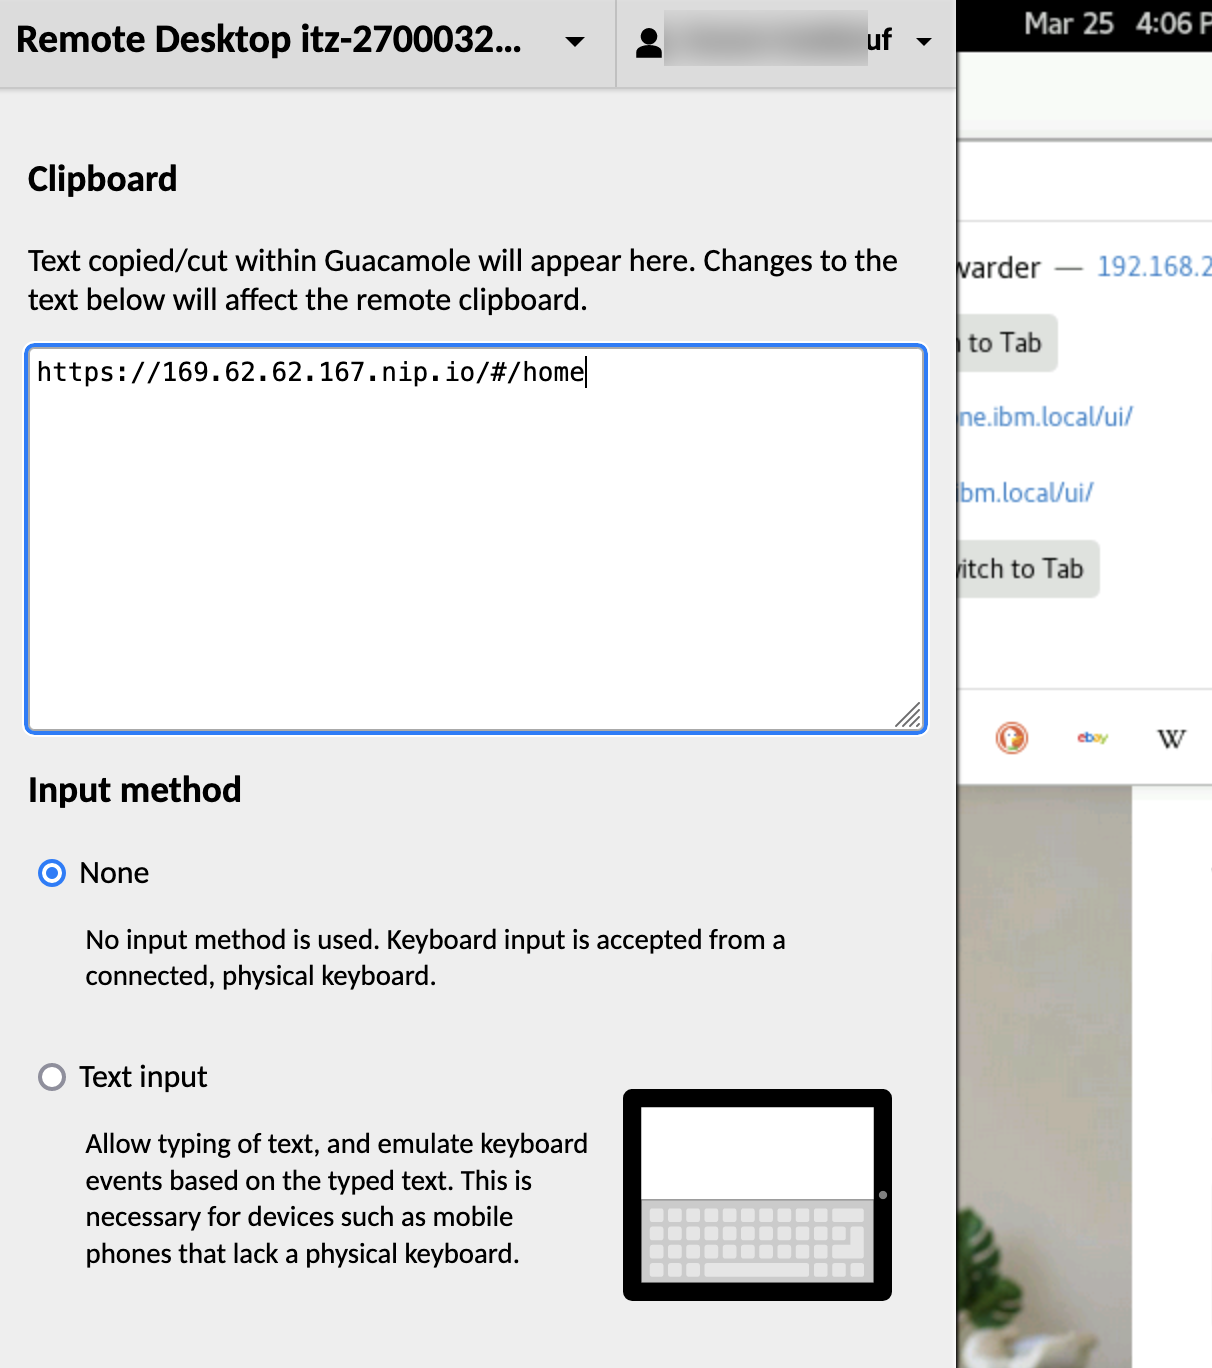 Remote Desktop itz-2700032...
uf
Mar 25 4:06 P
Clipboard
Text copied/cut within Guacamole will appear here. Changes to the
text below will affect the remote clipboard.
https://169.62.62.167.nip.io/#/home
warder — 192.168.2
to Tab
ne.ibm.local/ui/
bm.local/ui/
itch to Tab
ebay
W
Input method
None
No input method is used. Keyboard input is accepted from a
connected, physical keyboard.
Text input
Allow typing of text, and emulate keyboard
events based on the typed text. This is
necessary for devices such as mobile
phones that lack a physical keyboard.